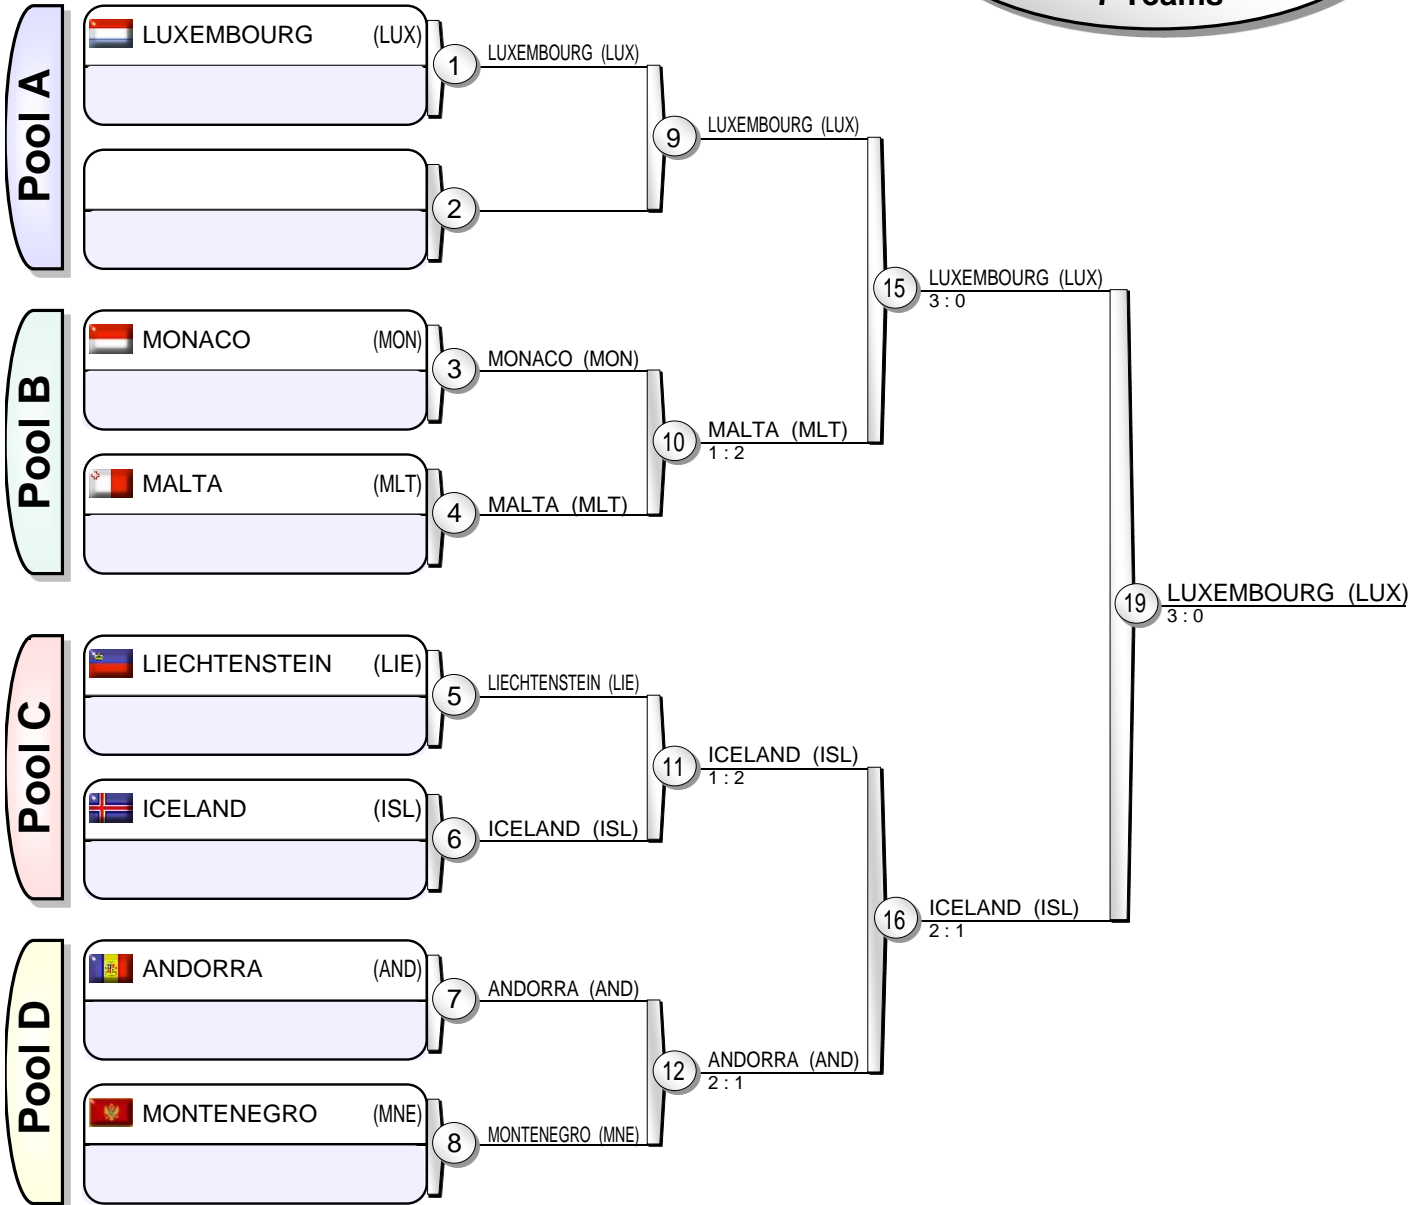 7 Teams
Pool A
LUXEMBOURG (LUX)
1
LUXEMBOURG (LUX)
2
9
LUXEMBOURG (LUX)
15
LUXEMBOURG (LUX)
3 : 0
Pool B
MONACO (MON)
3
MONACO (MON)
MALTA (MLT)
4
MALTA (MLT)
10
MALTA (MLT)
1 : 2
19
LUXEMBOURG (LUX)
3 : 0
Pool C
LIECHTENSTEIN (LIE)
5
LIECHTENSTEIN (LIE)
ICELAND (ISL)
6
ICELAND (ISL)
11
ICELAND (ISL)
1 : 2
16
ICELAND (ISL)
2 : 1
Pool D
ANDORRA (AND)
7
ANDORRA (AND)
MONTENEGRO (MNE)
8
MONTENEGRO (MNE)
12
ANDORRA (AND)
2 : 1